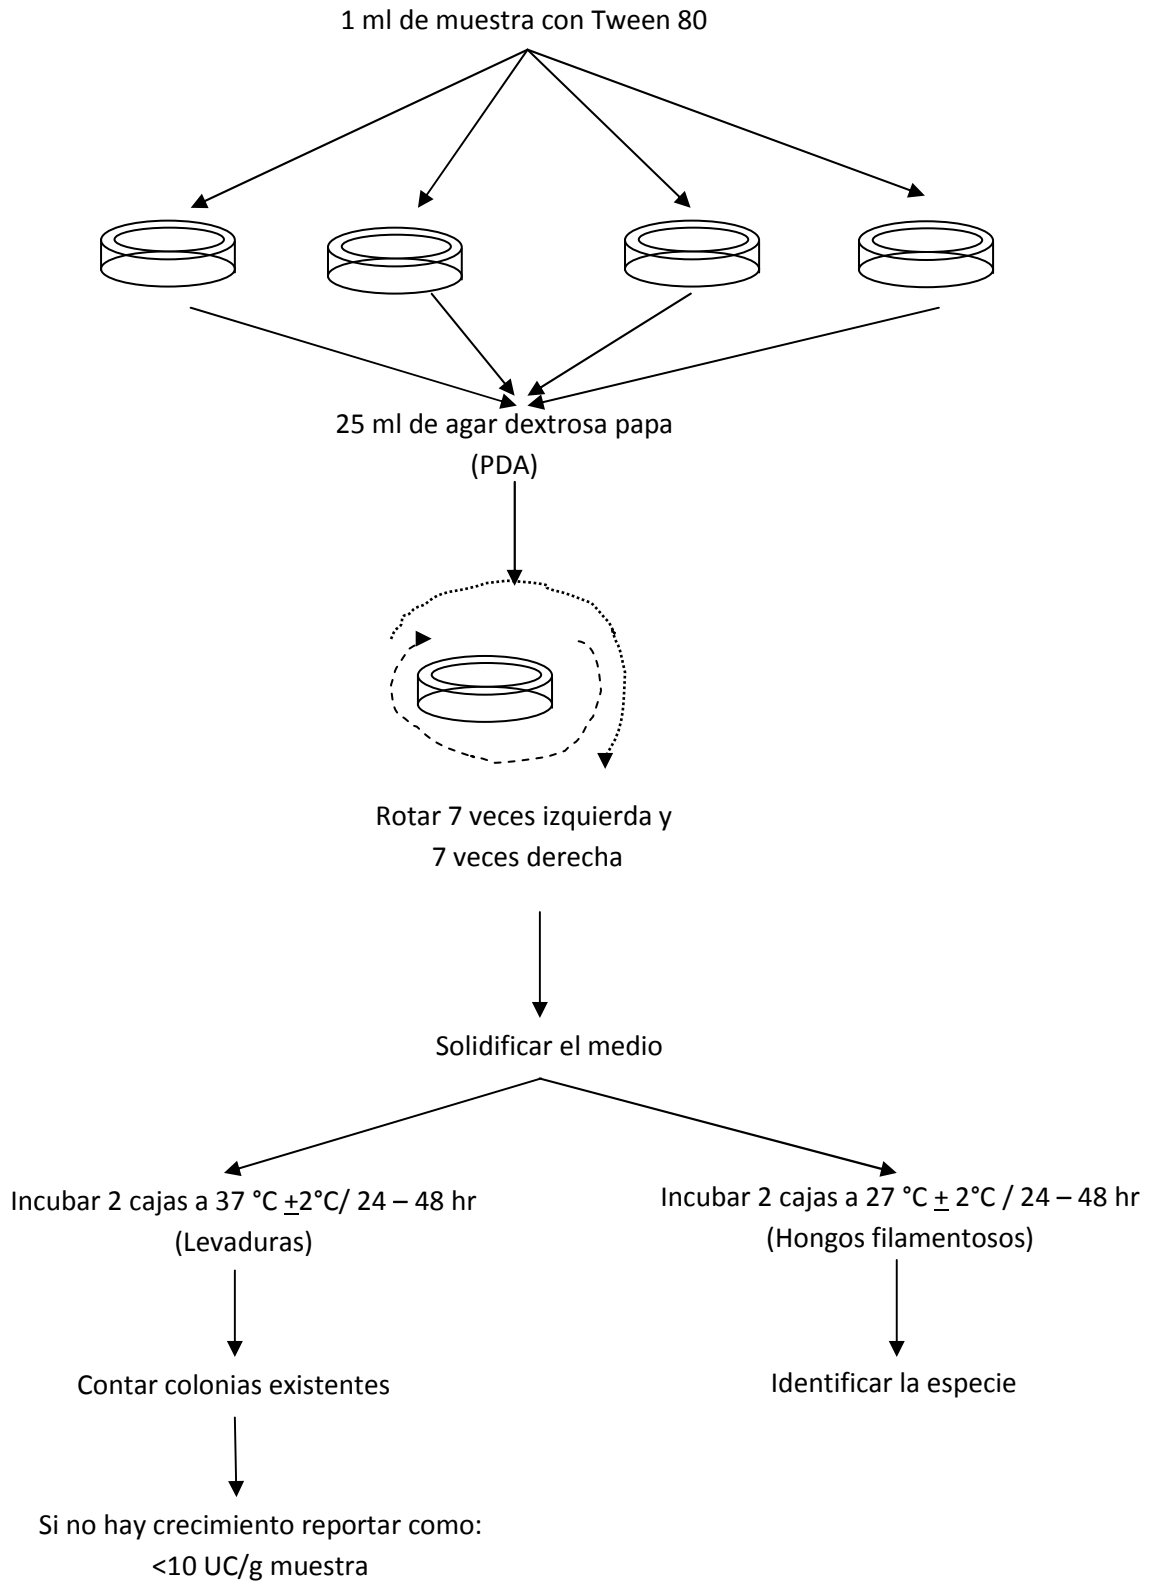 1 ml de muestra con Tween 80
25 ml de agar dextrosa papa
(PDA)
Rotar 7 veces izquierda y
7 veces derecha
Solidificar el medio
Incubar 2 cajas a 37 °C ±2°C/ 24 – 48 hr
(Levaduras)
Incubar 2 cajas a 27 °C ± 2°C / 24 – 48 hr
(Hongos filamentosos)
Contar colonias existentes
Identificar la especie
Si no hay crecimiento reportar como:
<10 UC/g muestra